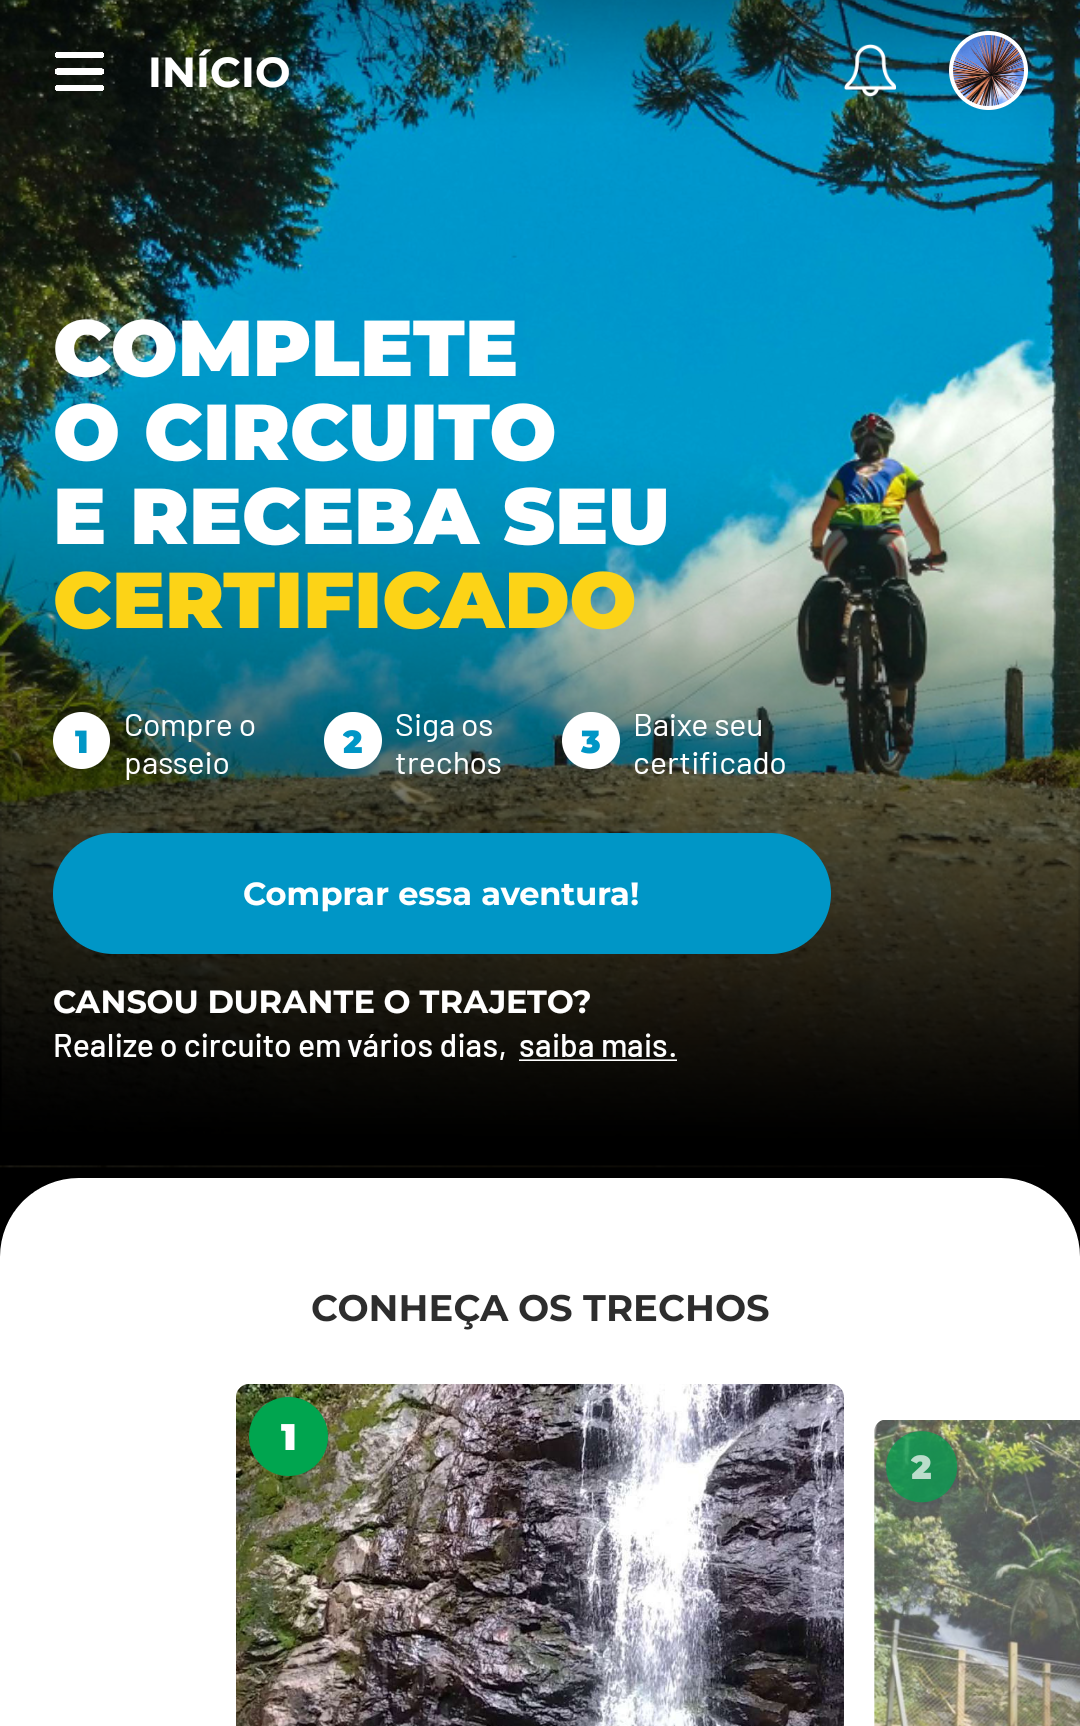 INÍCIO
COMPLETE
O CIRCUITO
E RECEBA SEU
CERTIFICADO
1 Compre o
passeio
2 Siga os
trechos
3 Baixe seu
certificado
Comprar essa aventura!
CANSOU DURANTE O TRAJETO?
Realize o circuito em vários dias, saiba mais.
CONHEÇA OS TRECHOS
1
2